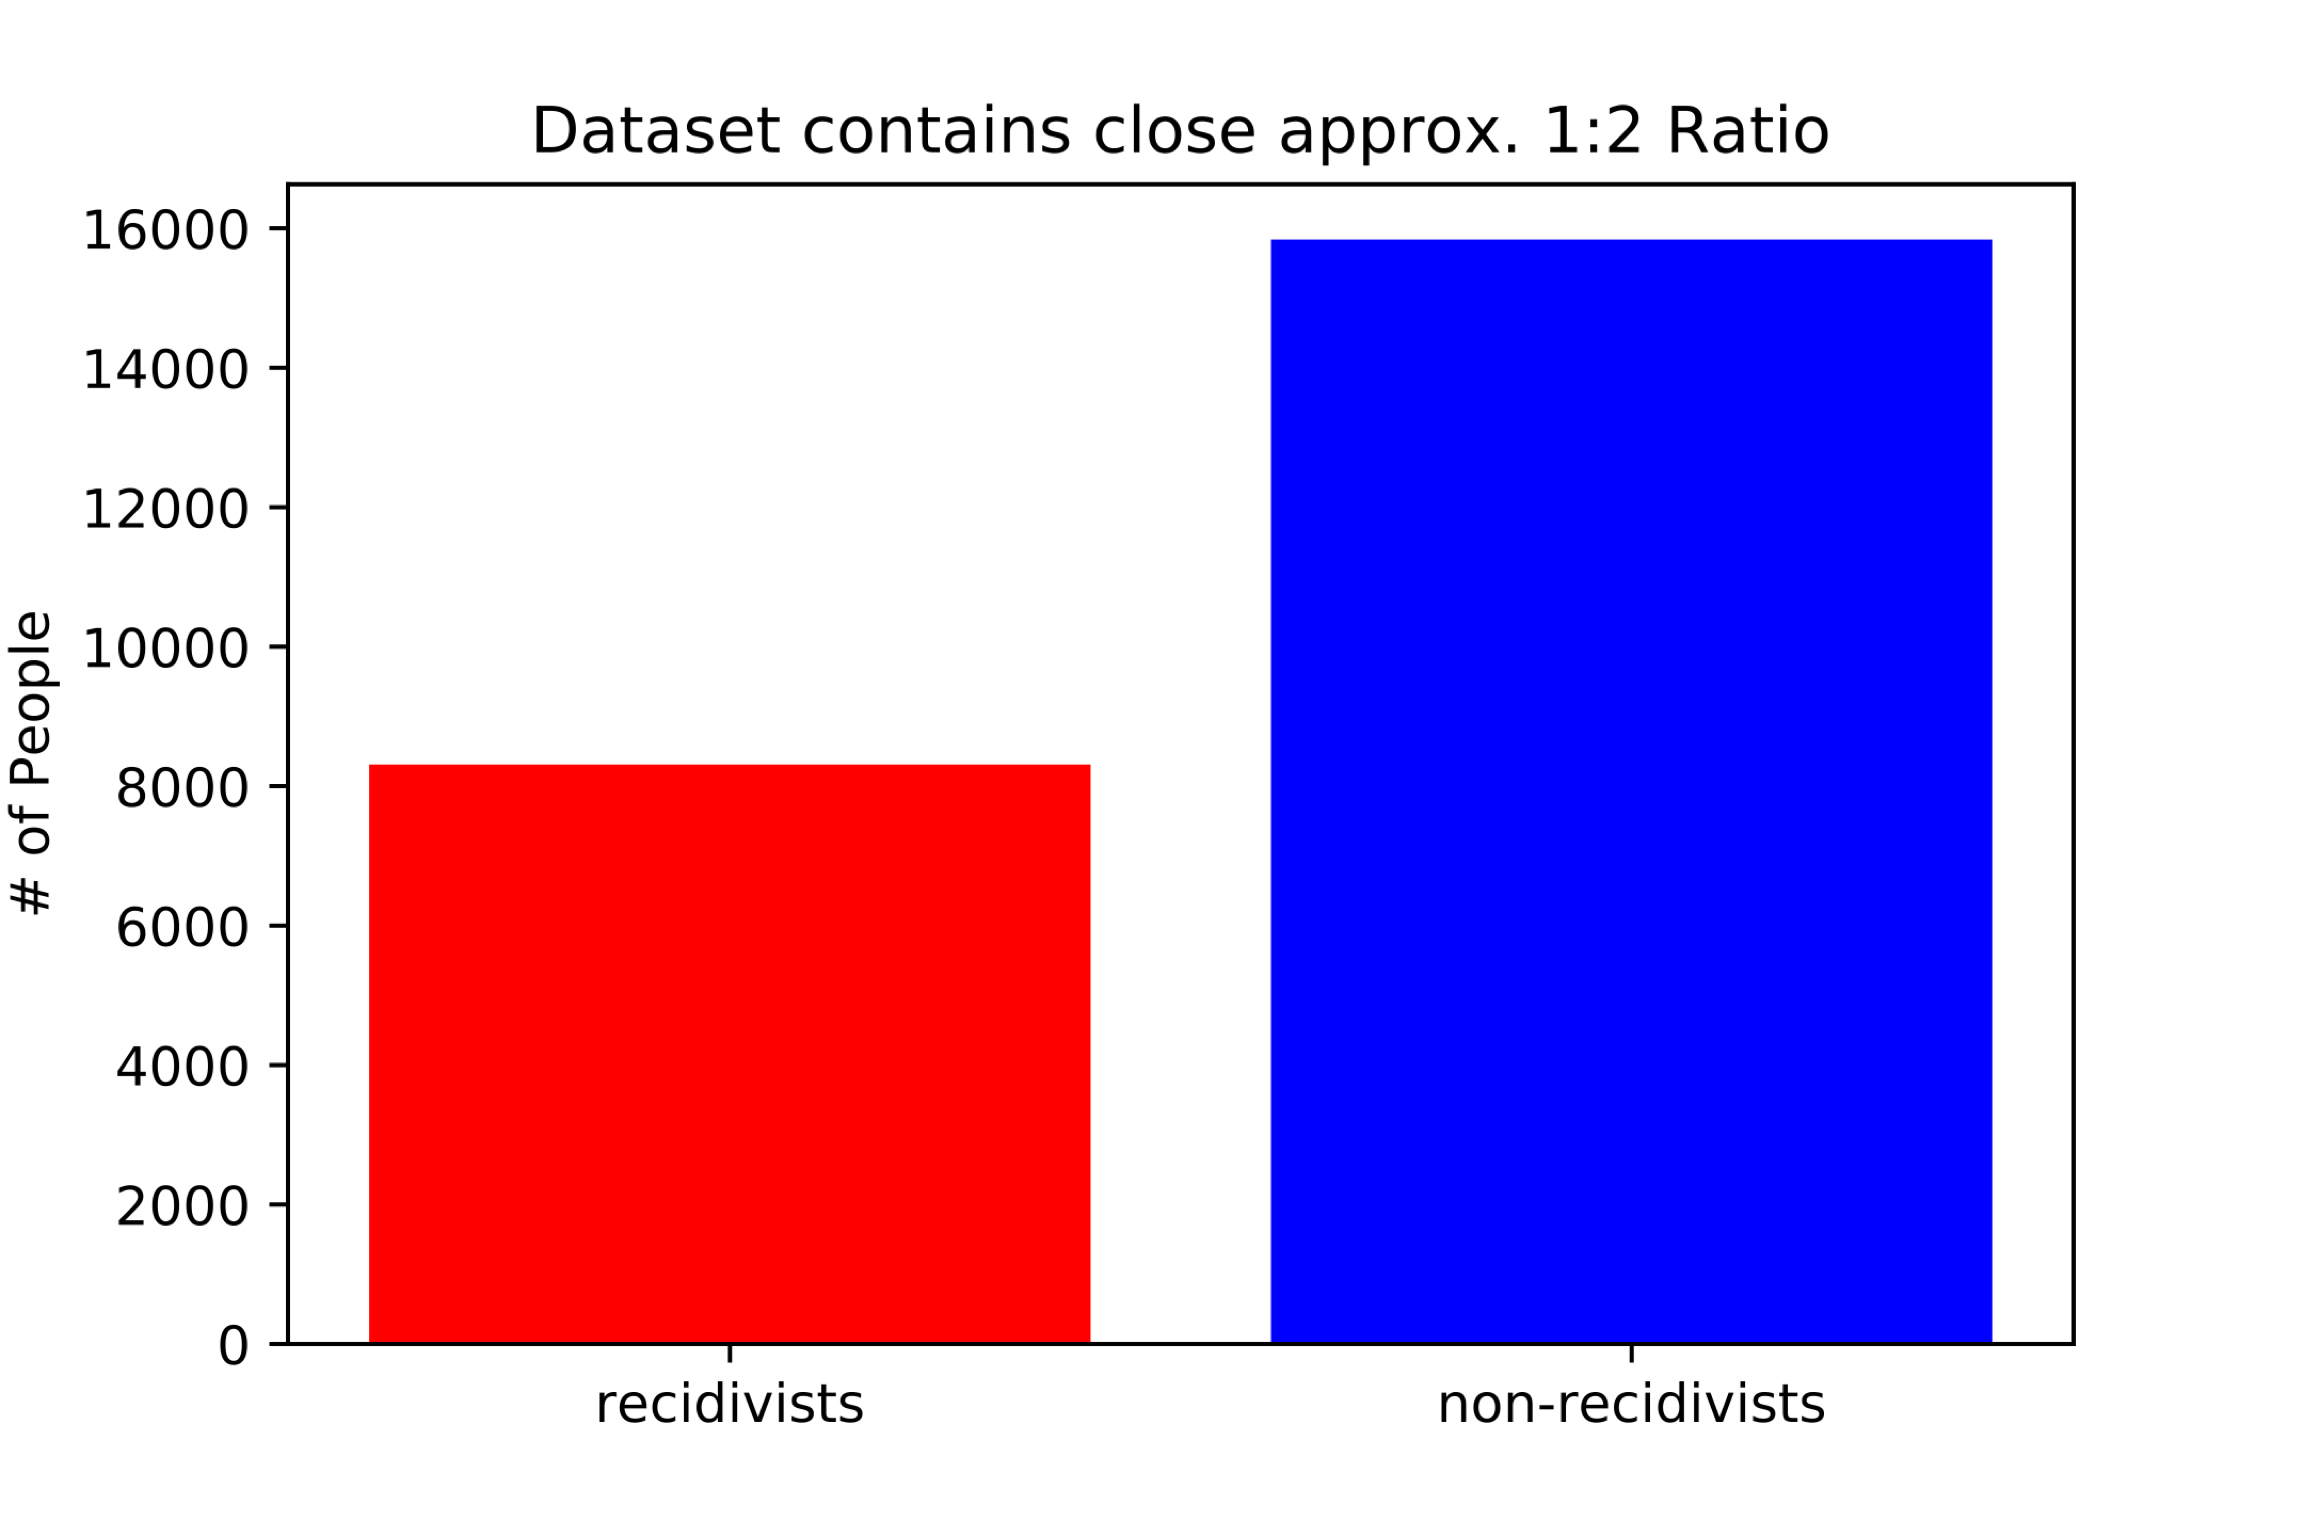 Dataset contains close approx. 1:2 Ratio
16000
14000
12000
10000
8000
6000
4000
2000
0
# of People
recidivists
non-recidivists